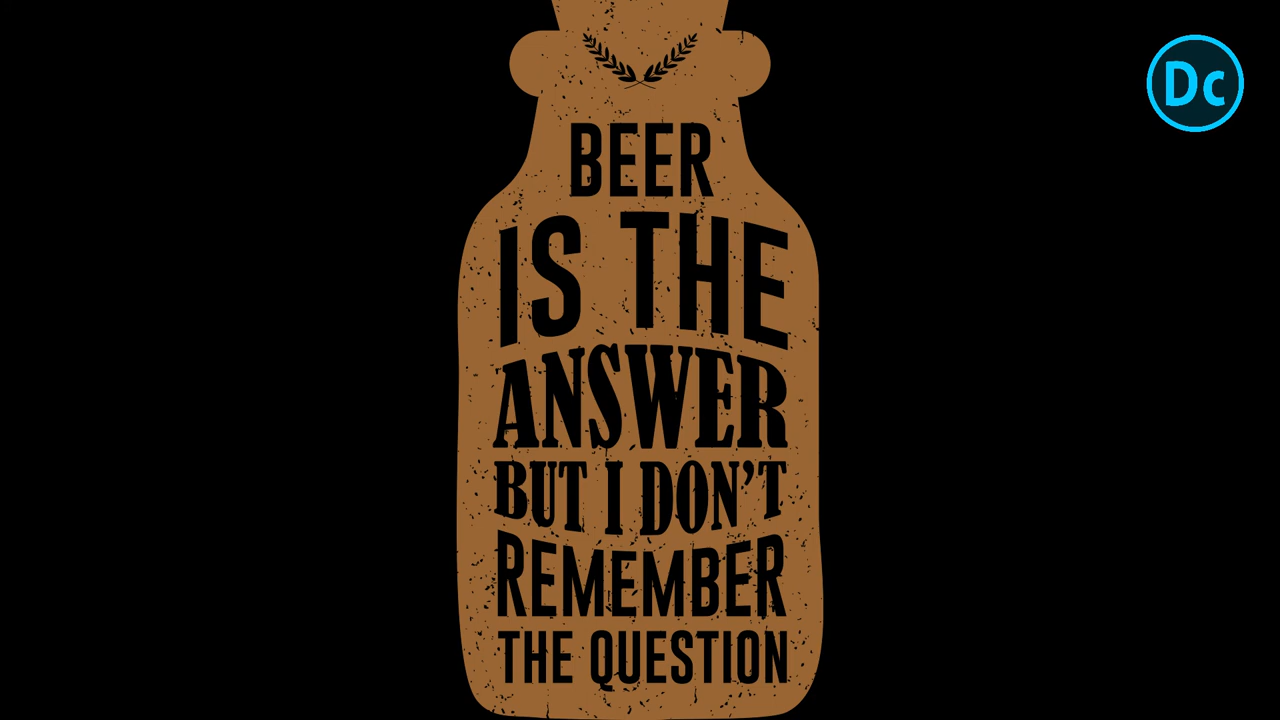 Dc
BEER
IS THE
ANSWER
BUT I DON'T
REMEMBER
THE QUESTION